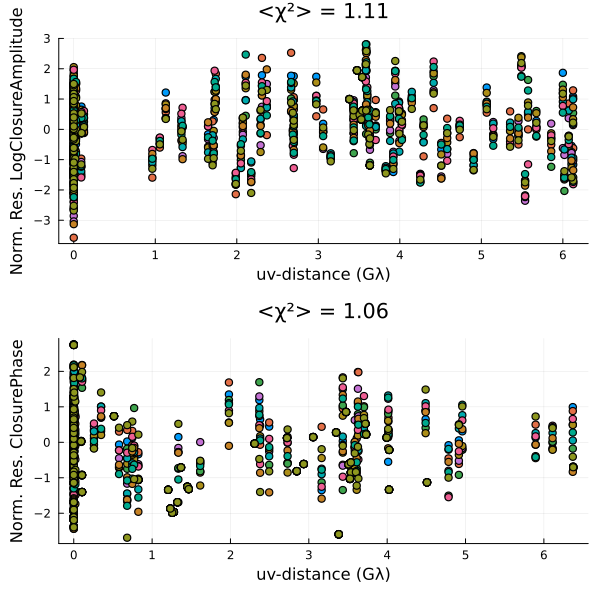 <χ²> = 1.11
Norm. Res. LogClosureAmplitude
3
2
1
0
−1
−2
−3
0 1 2 3 4 5 6
uv-distance (Gλ)
<χ²> = 1.06
Norm. Res. ClosurePhase
2
1
0
−1
−2
0 1 2 3 4 5 6
uv-distance (Gλ)